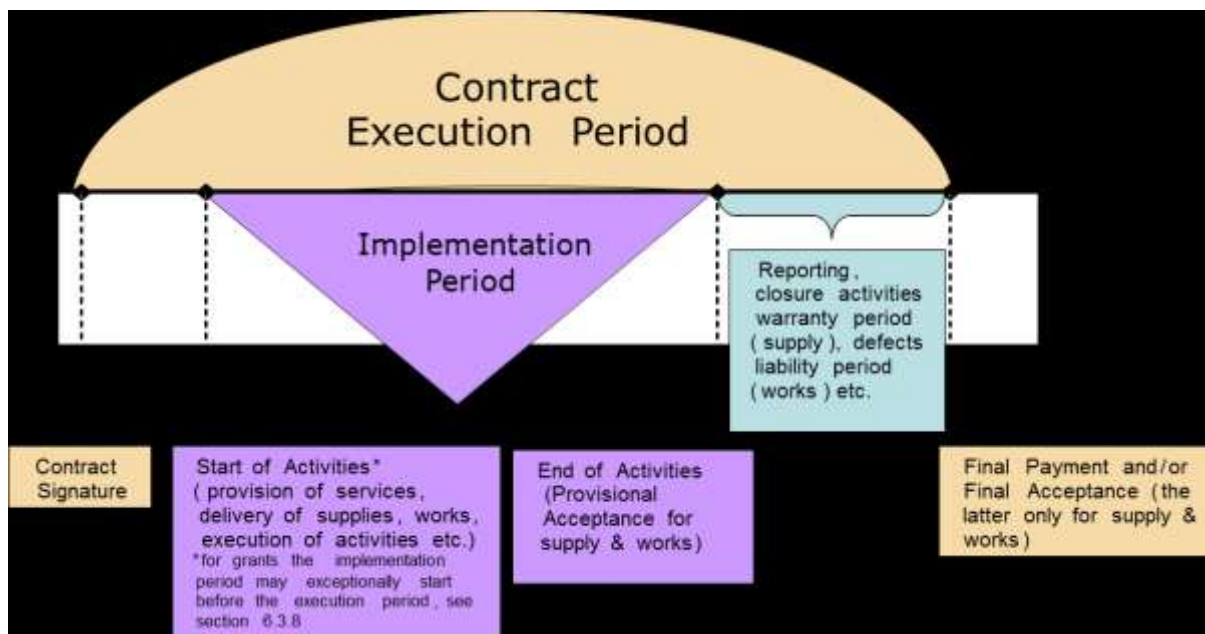 Contract
Execution Period
Implementation
Period
Reporting,
closure activities
warranty period
( supply ), defects
liability period
( works ) etc.
Contract
Signature
Start of Activities*
( provision of services,
delivery of supplies, works,
execution of activities etc.)
*for grants the implementation
period may exceptionally start
before the execution period, see
section 6.3.8
End of Activities
(Provisional
Acceptance for
supply & works)
Final Payment and/or
Final Acceptance (the
latter only for supply &
works)